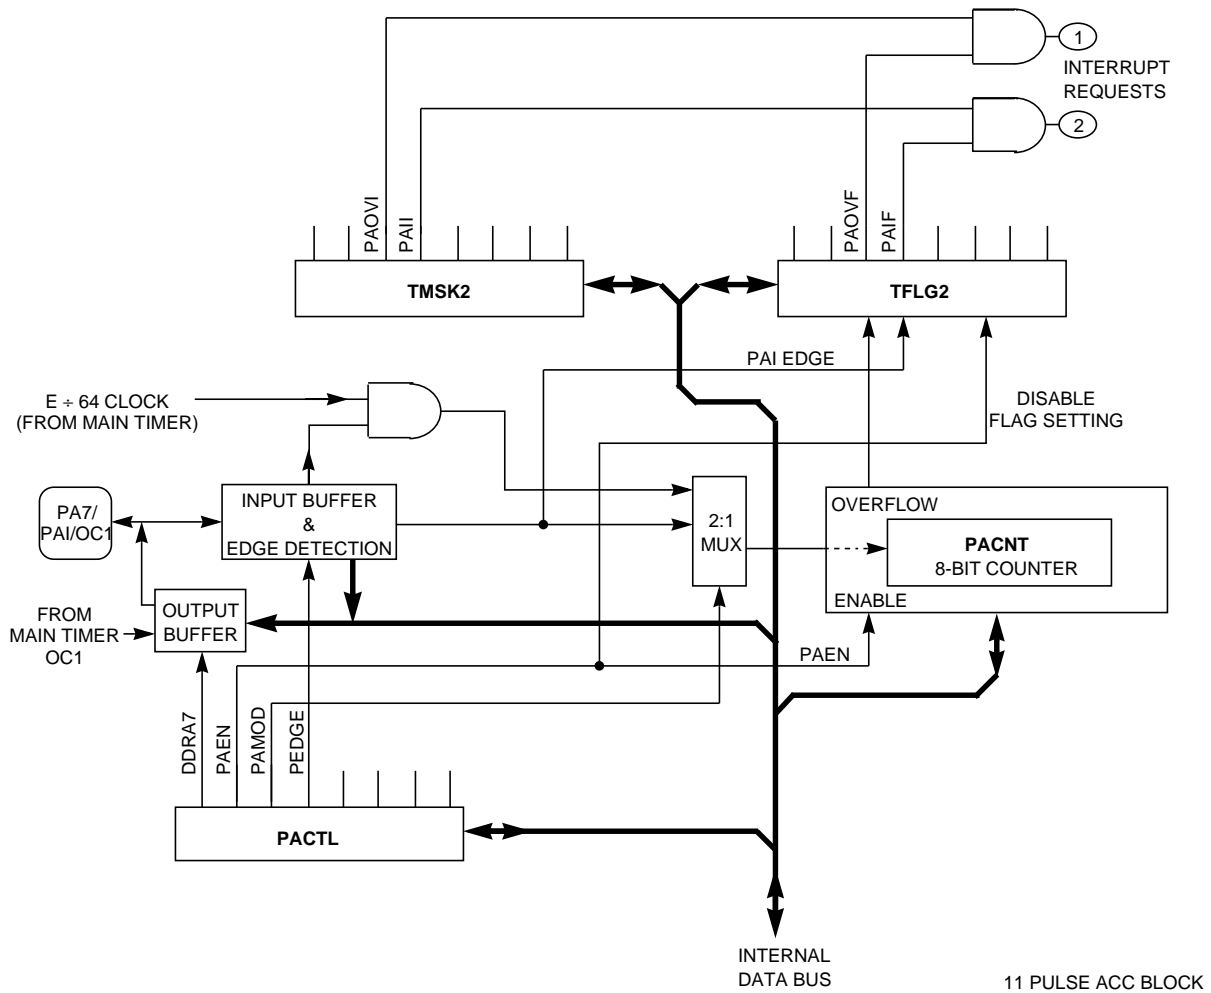 1
INTERRUPT
REQUESTS
2
PAOVI
PAII
PAOVF
PAIF
TMSK2
TFLG2
PAI EDGE
E ÷ 64 CLOCK
(FROM MAIN TIMER)
DISABLE
FLAG SETTING
PA7/
PAI/OC1
INPUT BUFFER
&
EDGE DETECTION
2:1
MUX
OVERFLOW
PACNT
8-BIT COUNTER
ENABLE
FROM
MAIN TIMER
OC1
OUTPUT
BUFFER
PAEN
DDRA7
PAEN
PAMOD
PEDGE
PACTL
INTERNAL
DATA BUS
11 PULSE ACC BLOCK